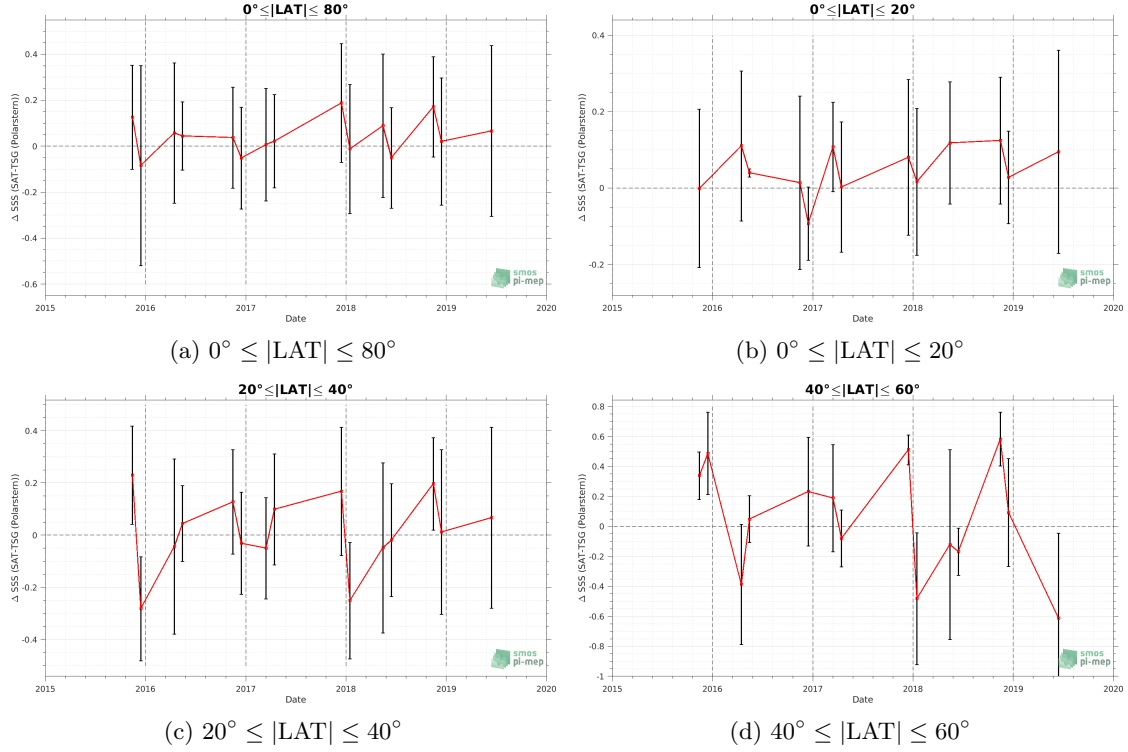 0°≤|LAT|≤ 80°
Δ SSS (SAT-TSG (Polarstern))
0.4
0.2
0
-0.2
-0.4
-0.6
2015 2016 2017 2018 2019 2020
Date
smos
pi-mep
(a) 0° ≤ |LAT| ≤ 80°
0°≤|LAT|≤ 20°
Δ SSS (SAT-TSG (Polarstern))
0.4
0.2
0
-0.2
2015 2016 2017 2018 2019 2020
Date
smos
pi-mep
(b) 0° ≤ |LAT| ≤ 20°
20°≤|LAT|≤ 40°
Δ SSS (SAT-TSG (Polarstern))
0.4
0.2
0
-0.2
-0.4
2015 2016 2017 2018 2019 2020
Date
smos
pi-mep
(c) 20° ≤ |LAT| ≤ 40°
40°≤|LAT|≤ 60°
Δ SSS (SAT-TSG (Polarstern))
0.8
0.6
0.4
0.2
0
-0.2
-0.4
-0.6
-0.8
-1
2015 2016 2017 2018 2019 2020
Date
smos
pi-mep
(d) 40° ≤ |LAT| ≤ 60°